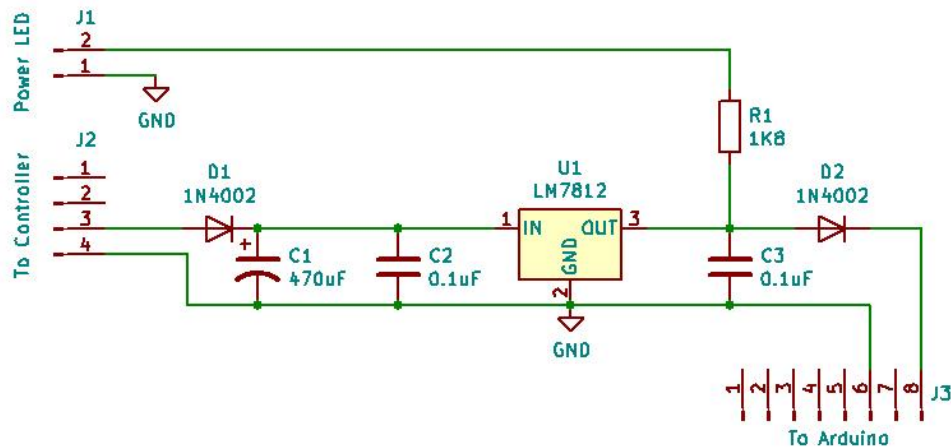 Power LED
J1
2
1
GND
To Controller
J2
1
2
3
4
D1
1N4002
+
C1
470uF
C2
0.1uF
U1
LM7812
1
IN
OUT
3
GND
2
GND
R1
1K8
C3
0.1uF
D2
1N4002
1
2
3
4
5
6
7
8
J3
To Arduino